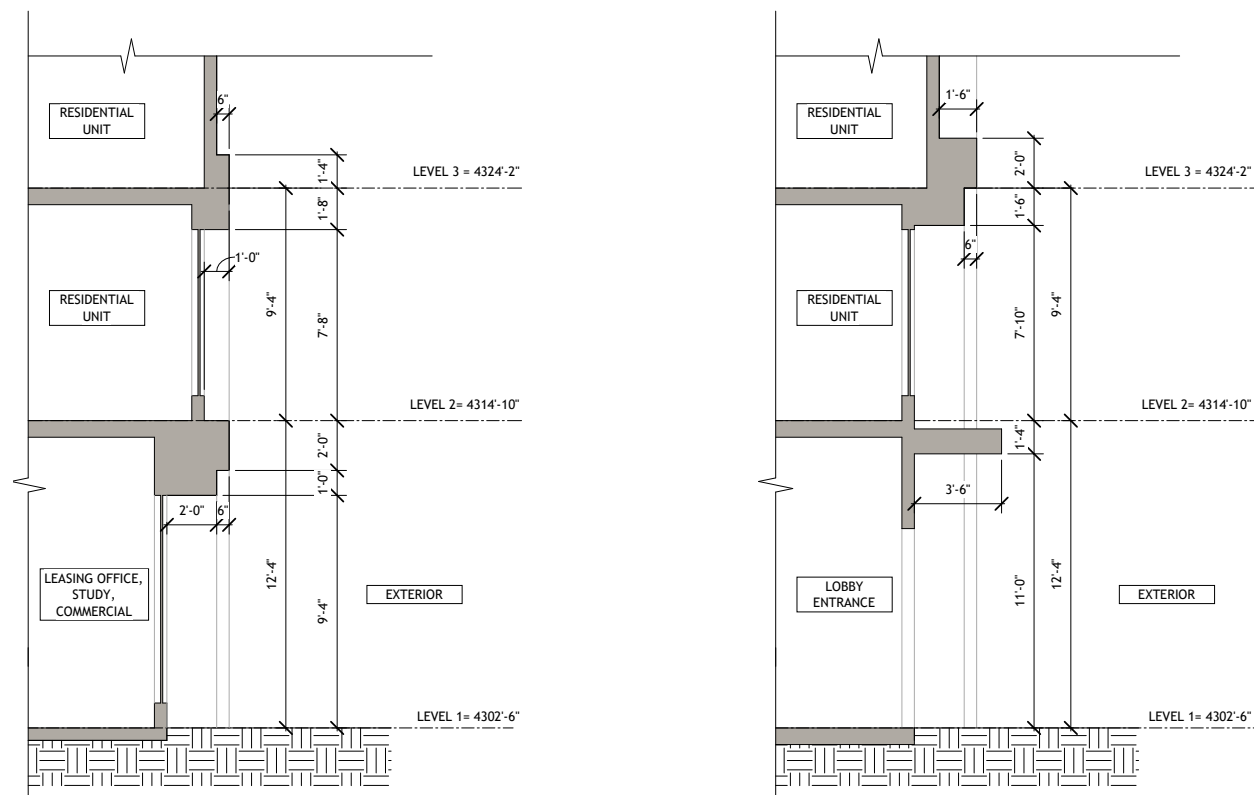 RESIDENTIAL
UNIT
6"
1'-4"
LEVEL 3 = 4324'-2"
1'-8"
1'-0"
RESIDENTIAL
UNIT
9'-4"
7'-8"
LEVEL 2= 4314'-10"
2'-0"
1'-0"
2'-0"
6"
12'-4"
9'-4"
LEASING OFFICE,
STUDY,
COMMERCIAL
EXTERIOR
LEVEL 1= 4302'-6"
RESIDENTIAL
UNIT
1'-6"
2'-0"
LEVEL 3 = 4324'-2"
1'-6"
6"
RESIDENTIAL
UNIT
7'-10"
9'-4"
LEVEL 2= 4314'-10"
1'-4"
3'-6"
LOBBY
ENTRANCE
11'-0"
12'-4"
EXTERIOR
LEVEL 1= 4302'-6"